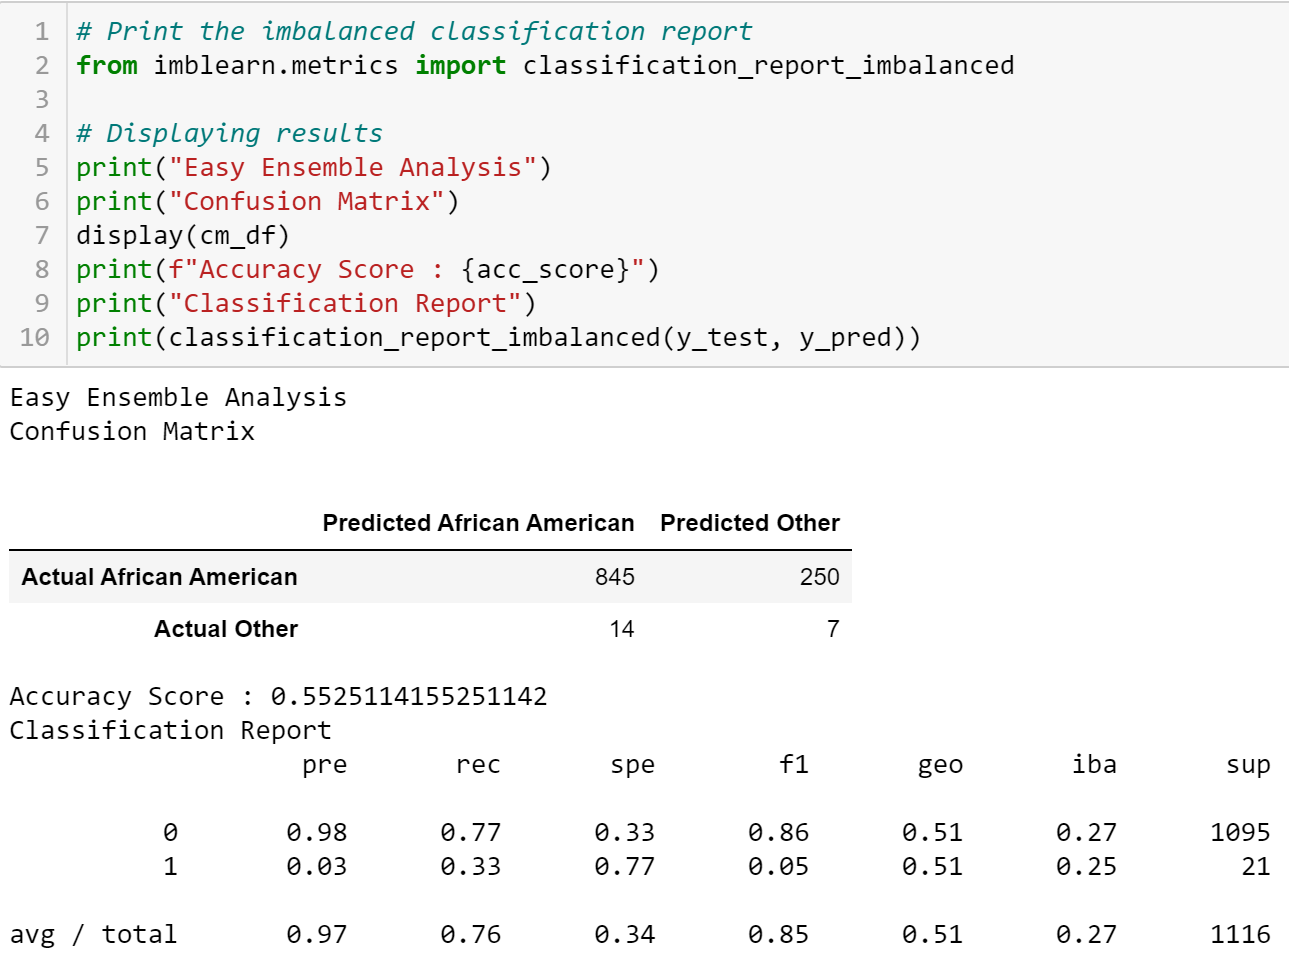 1 # Print the imbalanced classification report
2 from imblearn.metrics import classification_report_imbalanced
3
4 # Displaying results
5 print("Easy Ensemble Analysis")
6 print("Confusion Matrix")
7 display(cm_df)
8 print(f"Accuracy Score : {acc_score}")
9 print("Classification Report")
10 print(classification_report_imbalanced(y_test, y_pred))
Easy Ensemble Analysis
Confusion Matrix
Predicted African American Predicted Other
Actual African American 845 250
Actual Other 14 7
Accuracy Score : 0.5525114155251142
Classification Report
pre rec spe f1 geo iba sup
0 0.98 0.77 0.33 0.86 0.51 0.27 1095
1 0.03 0.33 0.77 0.05 0.51 0.25 21
avg / total 0.97 0.76 0.34 0.85 0.51 0.27 1116